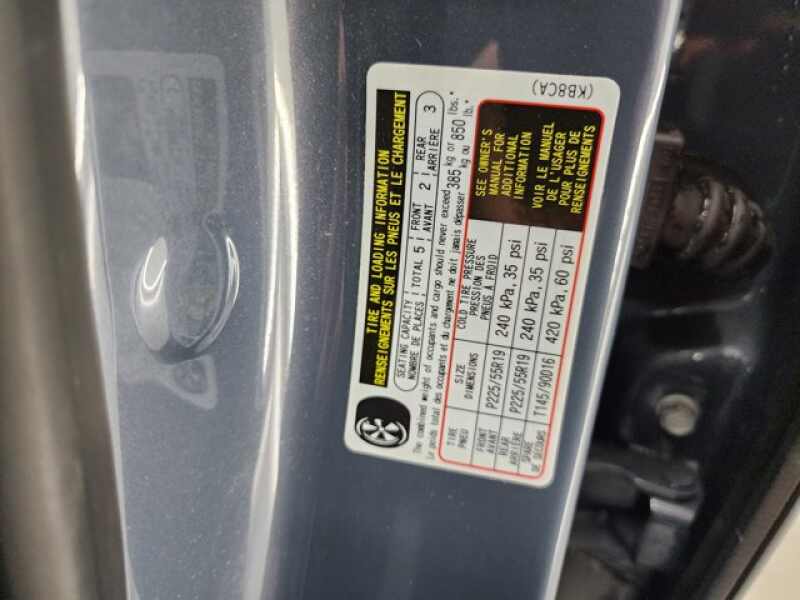 (KB8CA)
TIRE AND LOADING INFORMATION
RENSEIGNEMENTS SUR LES PNEUS ET LE CHARGEMENT
SEATING CAPACITY
NOMBRE DE PLACES
TOTAL 5
FRONT
AVANT
2
REAR
ARRIÈRE
3
The combined weight of occupants and cargo should never exceed 385 kg or 850 lbs.*
Le poids total des occupants et du chargement ne doit jamais dépasser 385 kg ou 850 lb.*
TIRE
PNEU
SIZE
DIMENSIONS
COLD TIRE PRESSURE
PRESSION DES
PNEUS A FROID
FRONT
AVANT
P225/55R19
240 kPa, 35 psi
REAR
ARRIÈRE
P225/55R19
240 kPa, 35 psi
SPARE
DE SECOURS
T145/90D16
420 kPa, 60 psi
SEE OWNER'S
MANUAL FOR
ADDITIONAL
INFORMATION
VOIR LE MANUEL
DE L'USAGER
POUR PLUS DE
RENSEIGNEMENTS